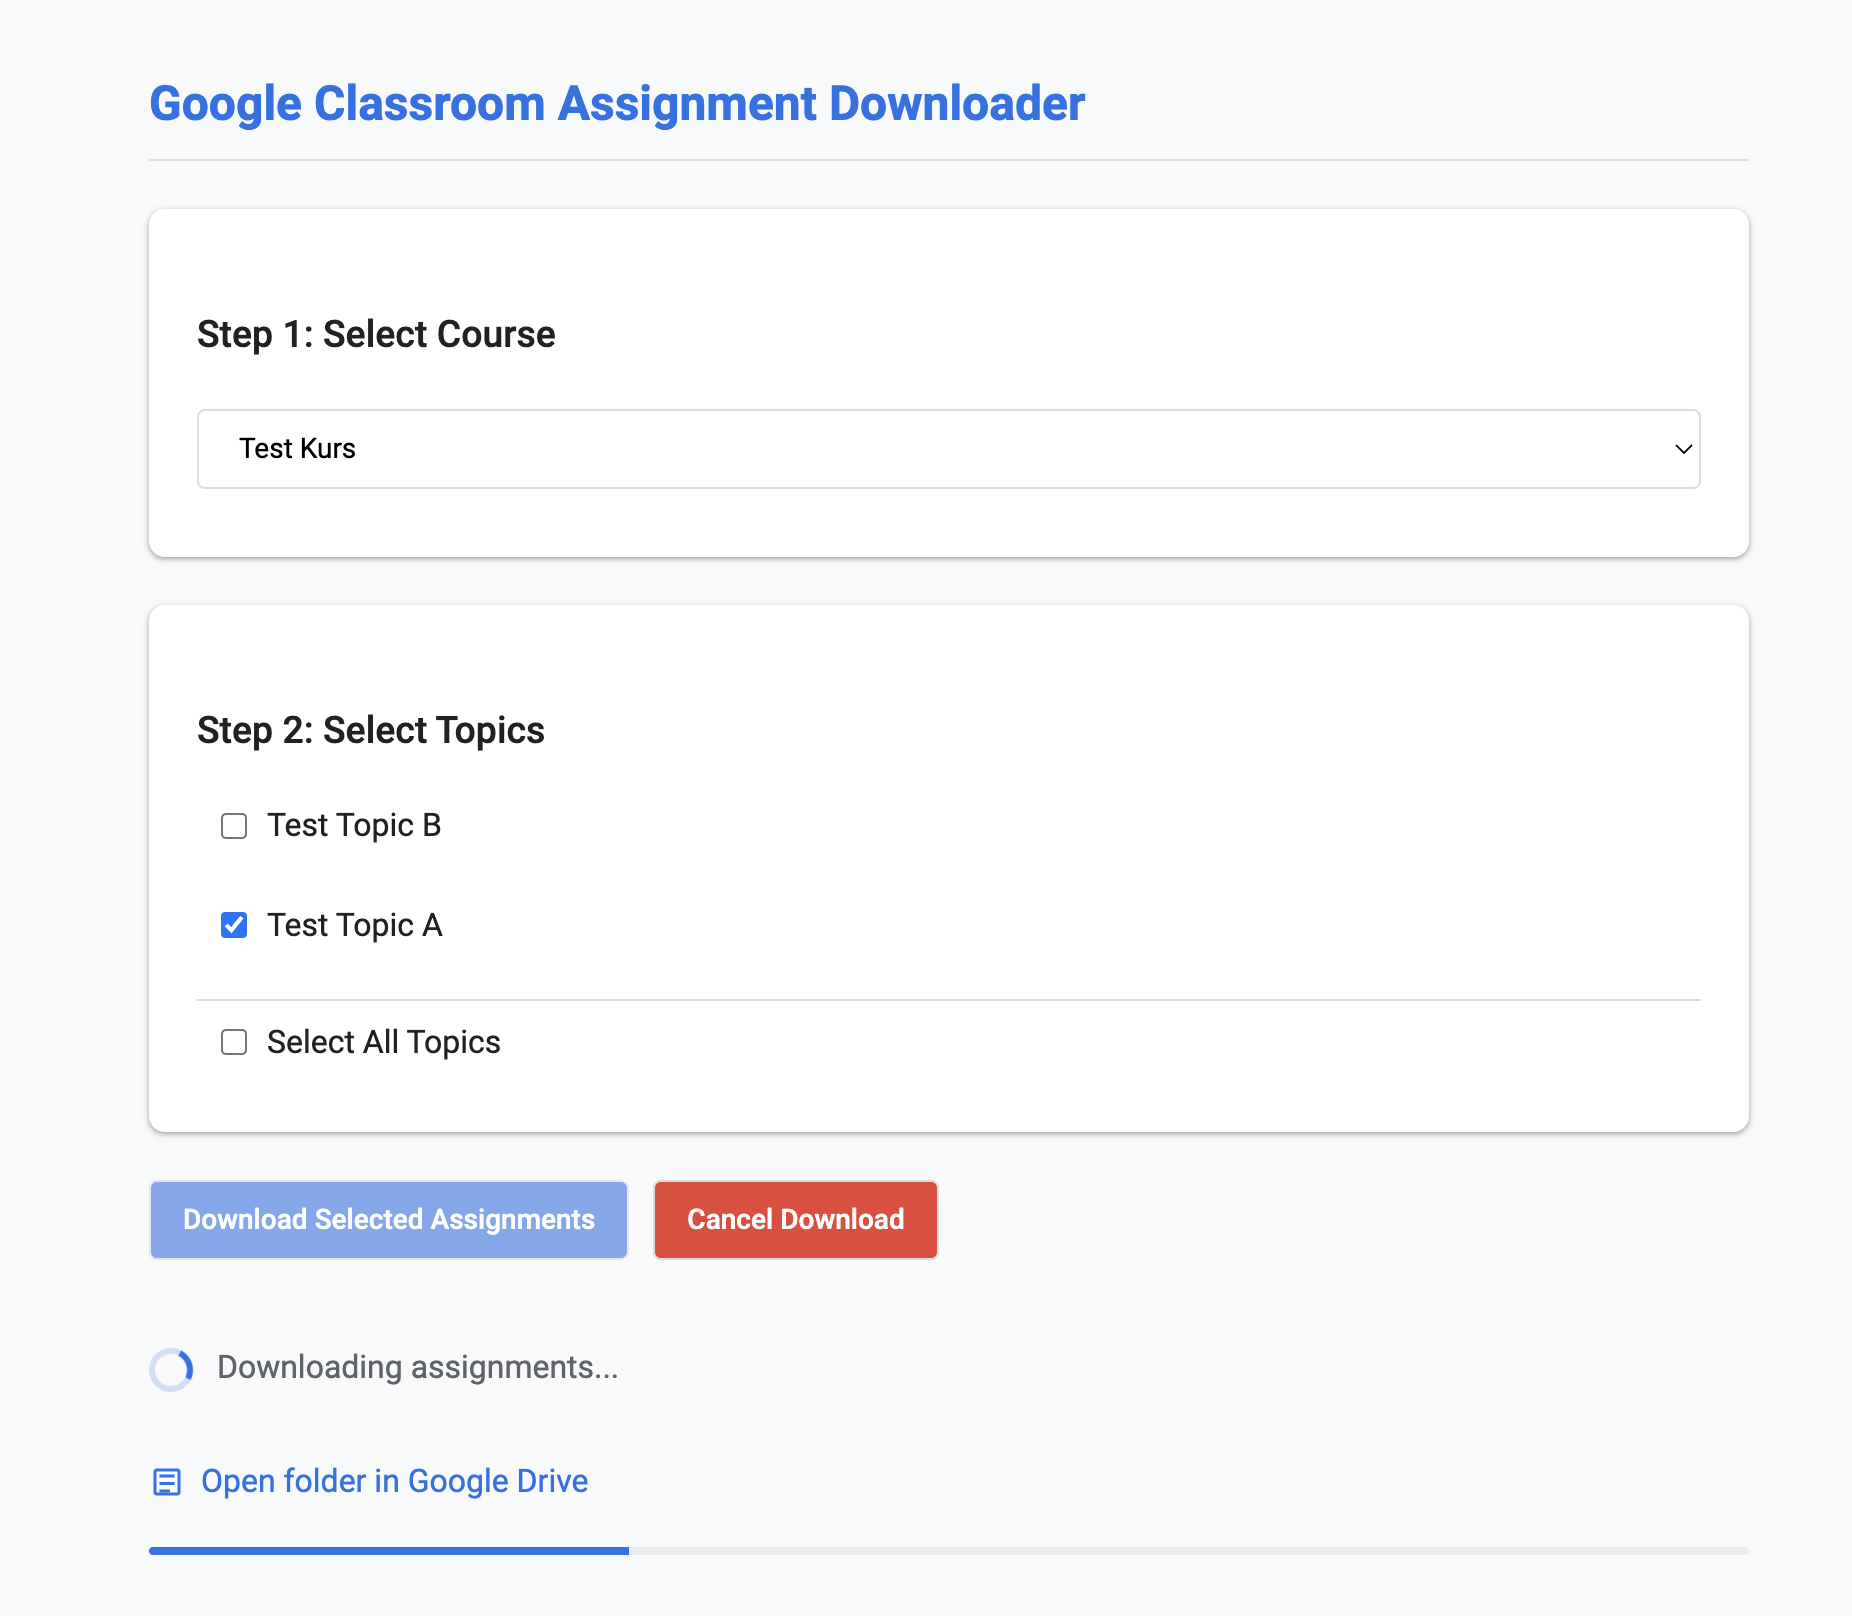 Google Classroom Assignment Downloader
Step 1: Select Course
Test Kurs
Step 2: Select Topics
Test Topic B
Test Topic A
Select All Topics
Download Selected Assignments
Cancel Download
Downloading assignments...
Open folder in Google Drive